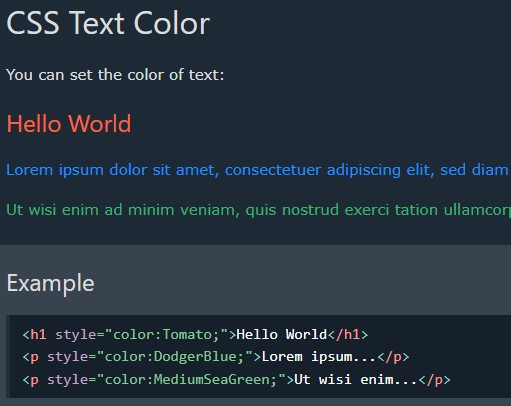 CSS Text Color
You can set the color of text:
Hello World
Lorem ipsum dolor sit amet, consectetuer adipiscing elit, sed diam
Ut wisi enim ad minim veniam, quis nostrud exerci tation ullamcorp
Example
<h1 style="color:Tomato;">Hello World</h1>
<p style="color:DodgerBlue;">Lorem ipsum...</p>
<p style="color:MediumSeaGreen;">Ut wisi enim...</p>